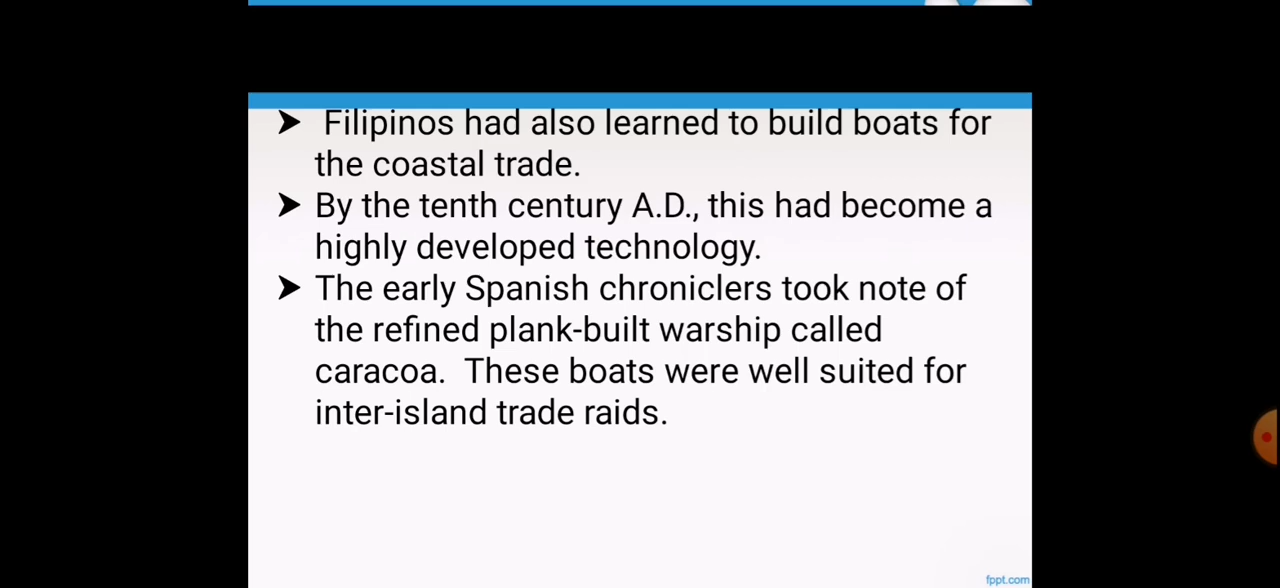 ➤ Filipinos had also learned to build boats for
the coastal trade.
➤ By the tenth century A.D., this had become a
highly developed technology.
➤ The early Spanish chroniclers took note of
the refined plank-built warship called
caracoa.  These boats were well suited for
inter-island trade raids.
fppt.com